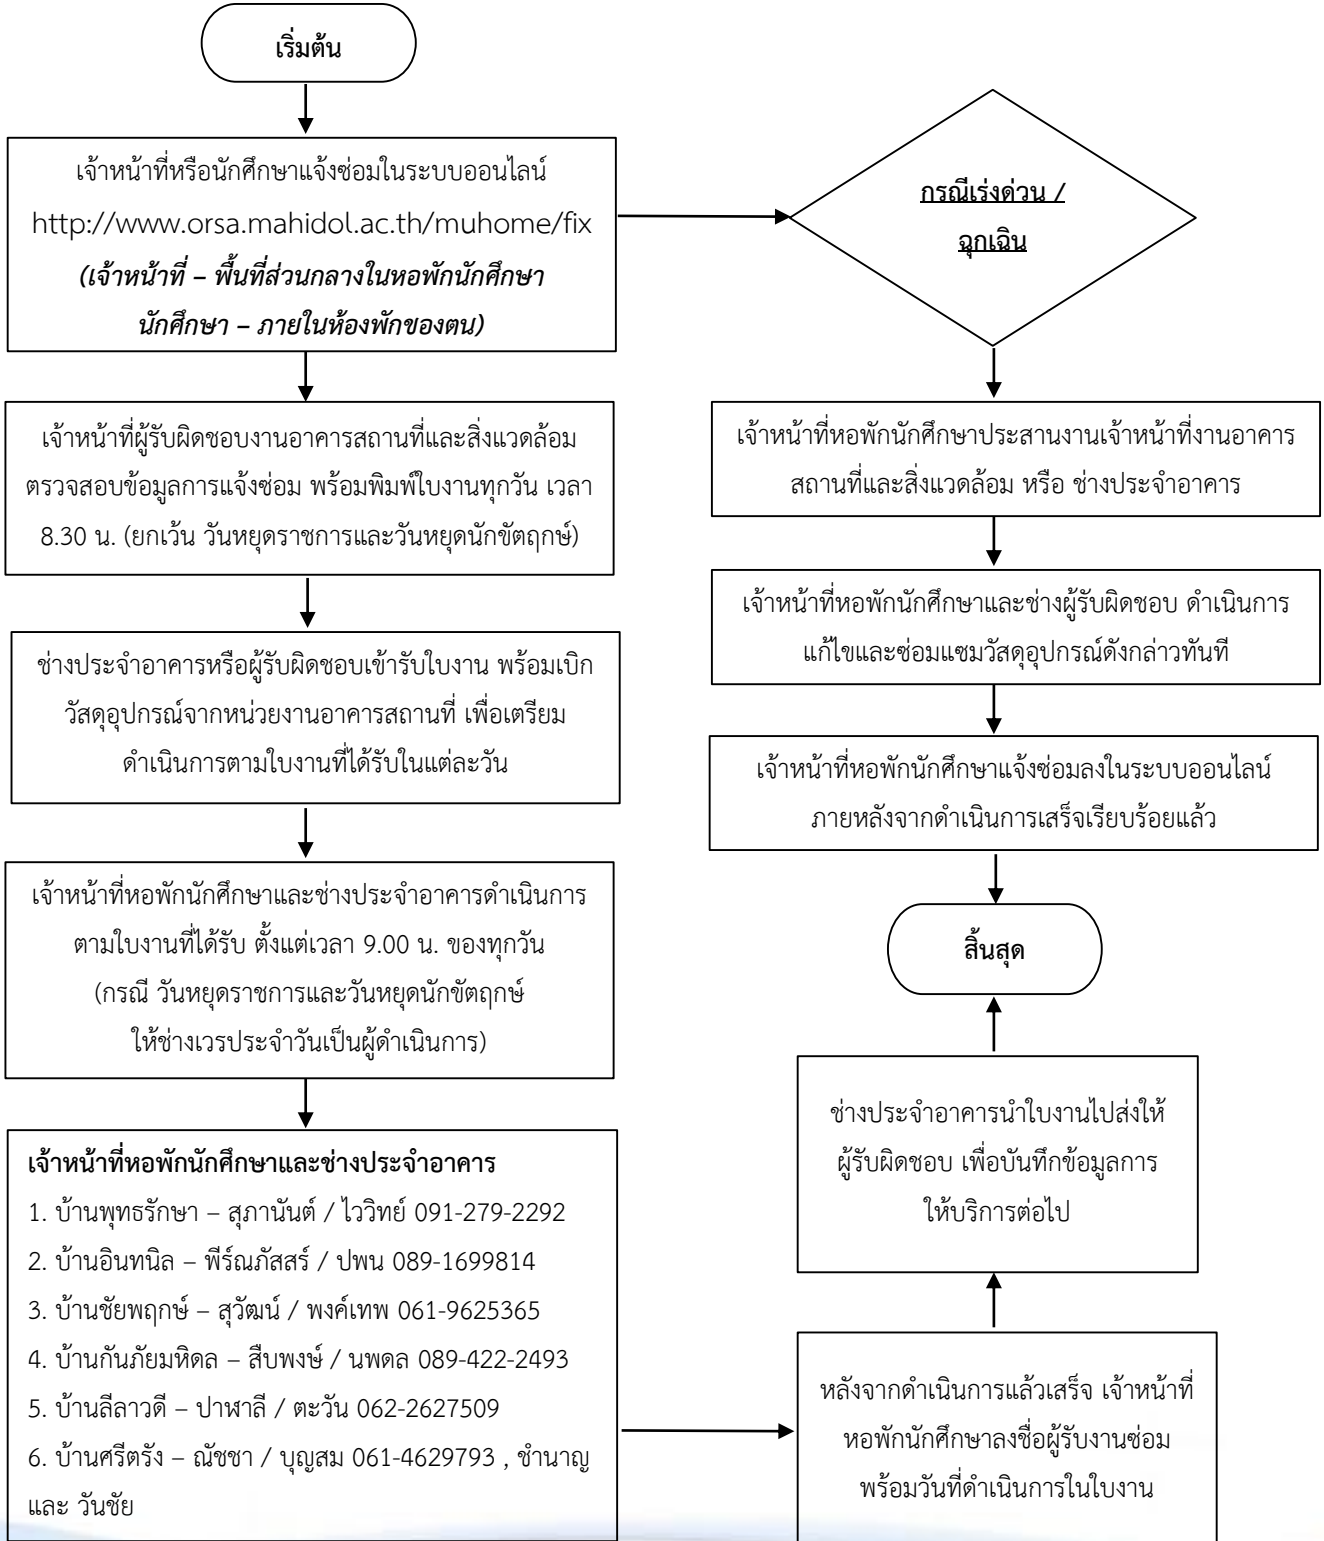 เริ่มต้น
เจ้าหน้าที่หรือนักศึกษาแจ้งซ่อมในระบบออนไลน์
http://www.orsa.mahidol.ac.th/muhome/fix
(เจ้าหน้าที่ – พื้นที่ส่วนกลางในหอพักนักศึกษา
นักศึกษา – ภายในห้องพักของตน)
กรณีเร่งด่วน /
ฉุกเฉิน
เจ้าหน้าที่ผู้รับผิดชอบงานอาคารสถานที่และสิ่งแวดล้อม
ตรวจสอบข้อมูลการแจ้งซ่อม พร้อมพิมพ์ใบงานทุกวัน เวลา
8.30 น. (ยกเว้น วันหยุดราชการและวันหยุดนักขัตฤกษ์)
ช่างประจำอาคารหรือผู้รับผิดชอบเข้ารับใบงาน พร้อมเบิก
วัสดุอุปกรณ์จากหน่วยงานอาคารสถานที่ เพื่อเตรียม
ดำเนินการตามใบงานที่ได้รับในแต่ละวัน
เจ้าหน้าที่หอพักนักศึกษาและช่างประจำอาคารดำเนินการ
ตามใบงานที่ได้รับ ตั้งแต่เวลา 9.00 น. ของทุกวัน
(กรณี วันหยุดราชการและวันหยุดนักขัตฤกษ์
ให้ช่างเวรประจำวันเป็นผู้ดำเนินการ)
เจ้าหน้าที่หอพักนักศึกษาและช่างประจำอาคาร
1. บ้านพุทธรักษา – สุภานันต์ / ไววิทย์ 091-279-2292
2. บ้านอินทนิล – พีร์ณภัสสร์ / ปพน 089-1699814
3. บ้านชัยพฤกษ์ – สุวัฒน์ / พงค์เทพ 061-9625365
4. บ้านกันภัยมหิดล – สืบพงษ์ / นพดล 089-422-2493
5. บ้านลีลาวดี – ปาหาลี / ตะวัน 062-2627509
6. บ้านศรีตรัง – ณัชชา / บุญสม 061-4629793 , ชำนาญ
และ วันชัย
เจ้าหน้าที่หอพักนักศึกษาประสานงานเจ้าหน้าที่งานอาคาร
สถานที่และสิ่งแวดล้อม หรือ ช่างประจำอาคาร
เจ้าหน้าที่หอพักนักศึกษาและช่างผู้รับผิดชอบ ดำเนินการ
แก้ไขและซ่อมแซมวัสดุอุปกรณ์ดังกล่าวทันที
เจ้าหน้าที่หอพักนักศึกษาแจ้งซ่อมลงในระบบออนไลน์
ภายหลังจากดำเนินการเสร็จเรียบร้อยแล้ว
สิ้นสุด
ช่างประจำอาคารนำใบงานไปส่งให้
ผู้รับผิดชอบ เพื่อบันทึกข้อมูลการ
ให้บริการต่อไป
หลังจากดำเนินการแล้วเสร็จ เจ้าหน้าที่
หอพักนักศึกษาลงชื่อผู้รับงานซ่อม
พร้อมวันที่ดำเนินการในใบงาน